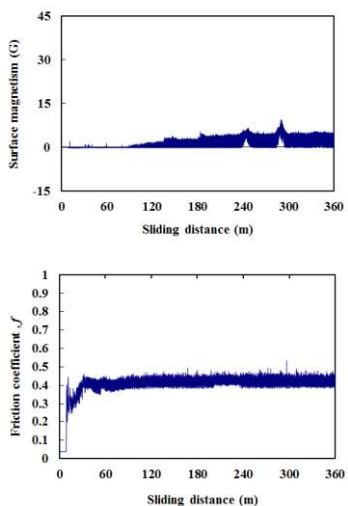 45
30
15
0
-15
Surface magnetism (G)
0 60 120 180 240 300 360
Sliding distance (m)
1
0.9
0.8
0.7
0.6
0.5
0.4
0.3
0.2
0.1
0
Friction coefficient ,f
0 60 120 180 240 300 360
Sliding distance (m)